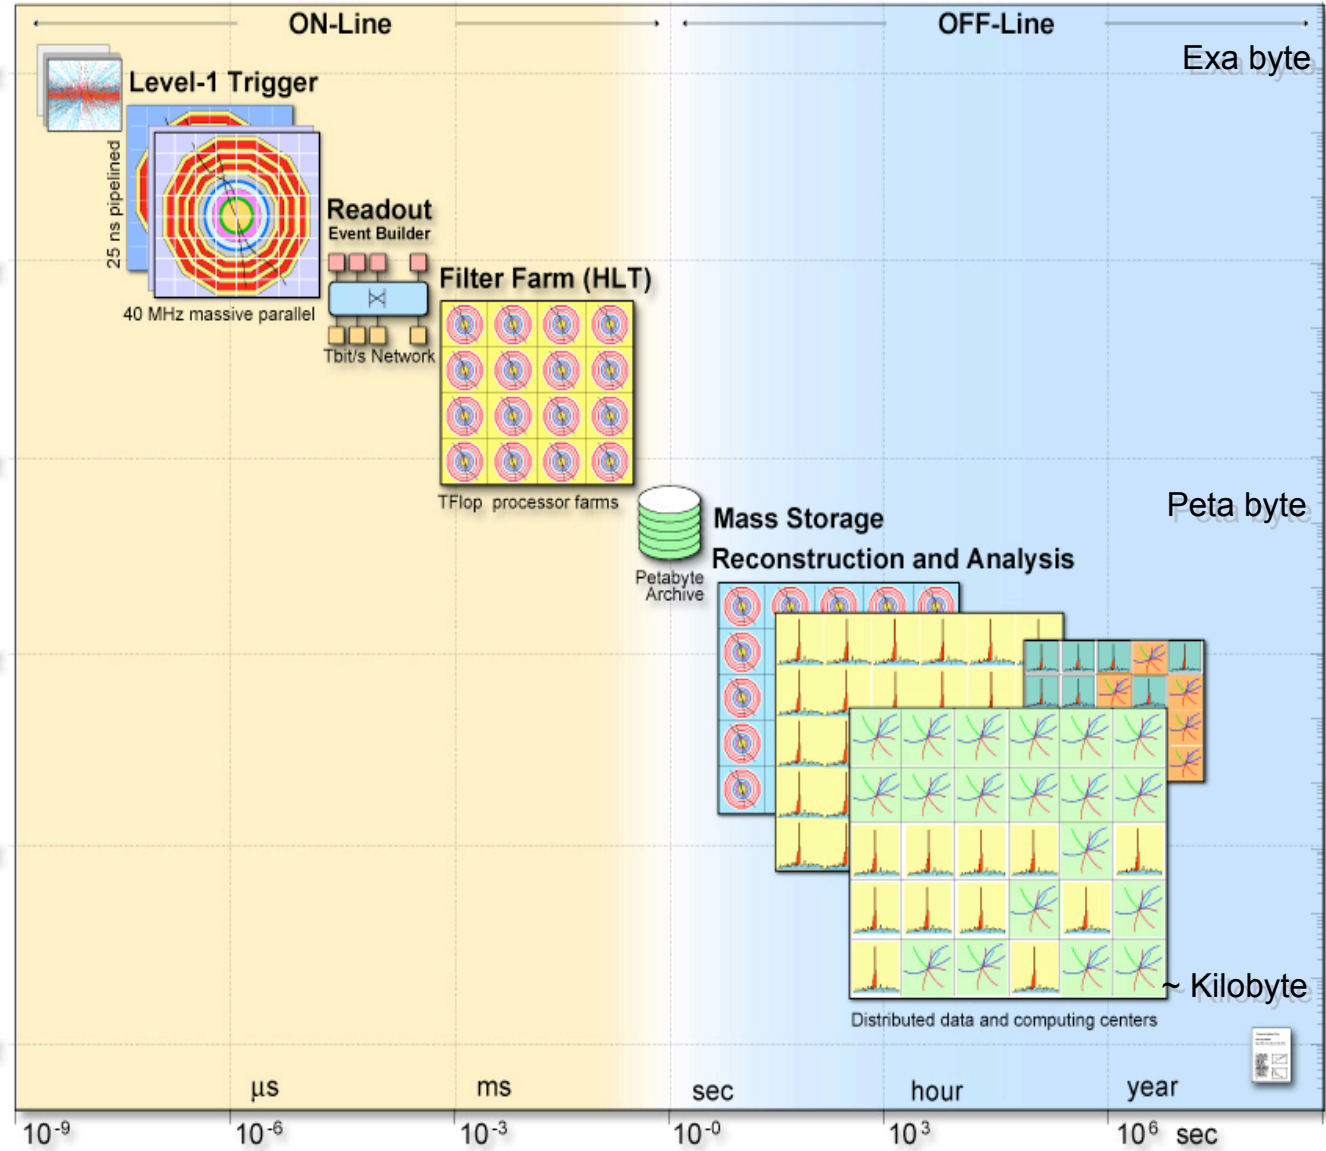 ON-Line
OFF-Line
Exa byte
Level-1 Trigger
25 ns pipelined
40 MHz massive parallel
Readout
Event Builder
Tbit/s Network
Filter Farm (HLT)
TFlop processor farms
Peta byte
Mass Storage
Petabyte
Archive
Reconstruction and Analysis
~ Kilobyte
Distributed data and computing centers
µs
ms
sec
hour
year
10-9
10-6
10-3
10-0
103
106 sec